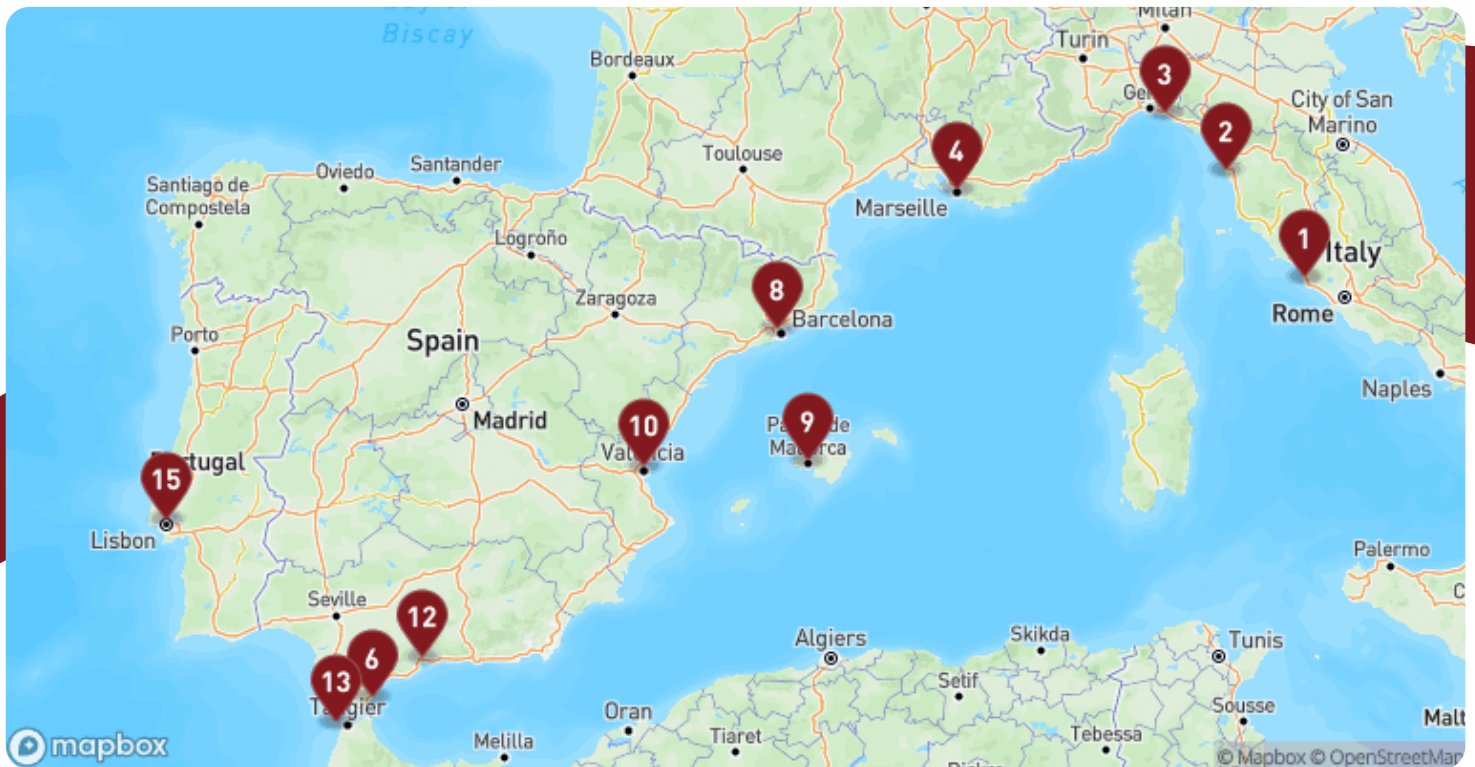 Biscay
Milan
Turin
Bordeaux
3
City of San
Marino
2
Toulouse
4
Santander
Oviedo
Santiago de
Compostela
Marseille
Logroño
1
Italy
8
Zaragoza
Rome
Barcelona
Porto
Spain
Naples
Madrid
10
9
15
Lisbon
Palermo
Seville
12
Algiers
Skikda
Tunis
6
13
Setif
Oran
Sousse
Melilla
Tiaret
Tebessa
mapbox
© Mapbox © OpenStreetMap